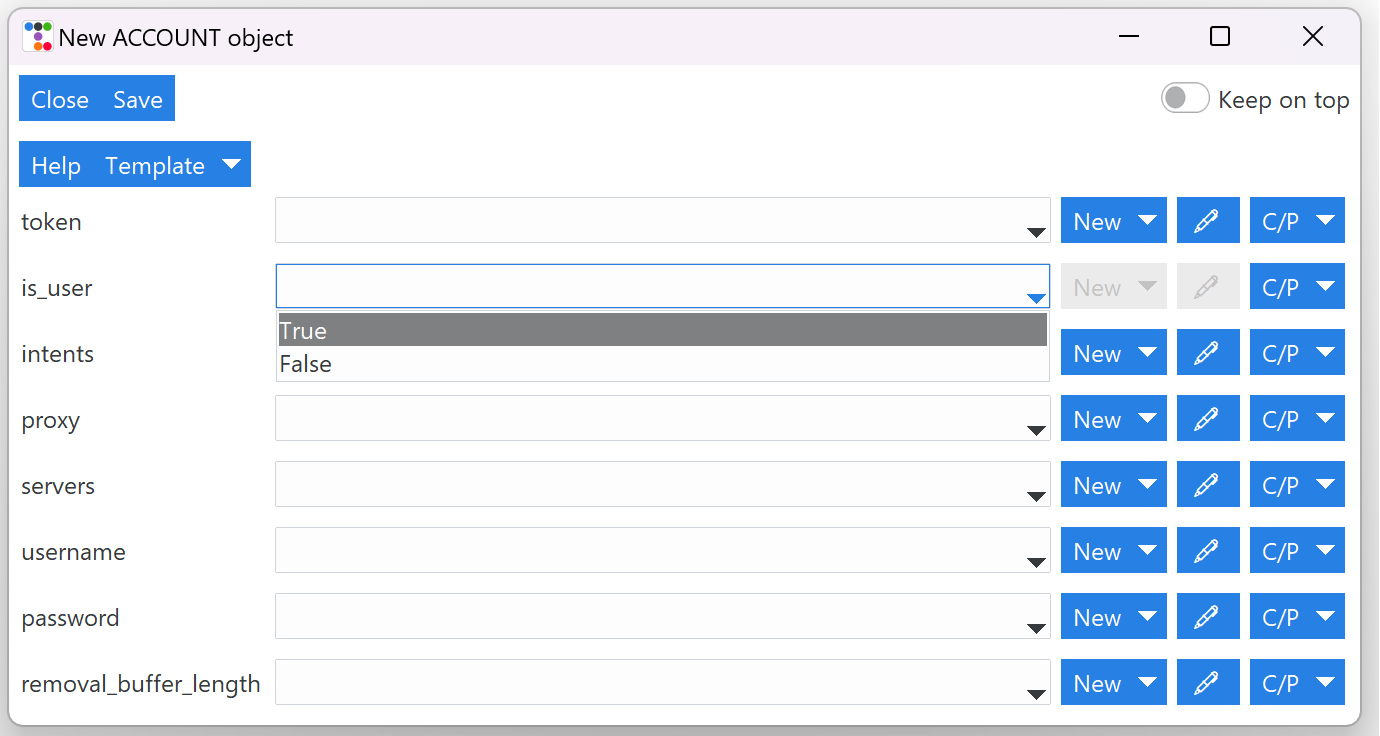 New ACCOUNT object
Close Save Keep on top
Help Template
token New C/P
is_user New C/P
True
False
intents New C/P
proxy New C/P
servers New C/P
username New C/P
password New C/P
removal_buffer_length New C/P